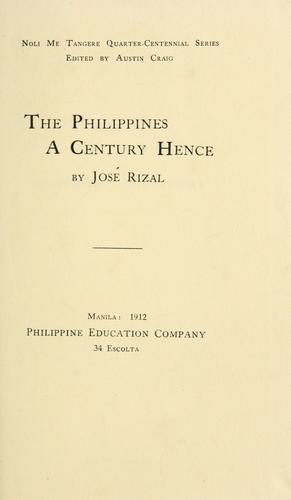 Noli Me Tangere Quarter-Centennial Series
Edited by Austin Craig
The Philippines
A Century Hence
by José Rizal
Manila: 1912
Philippine Education Company
34 Escolta